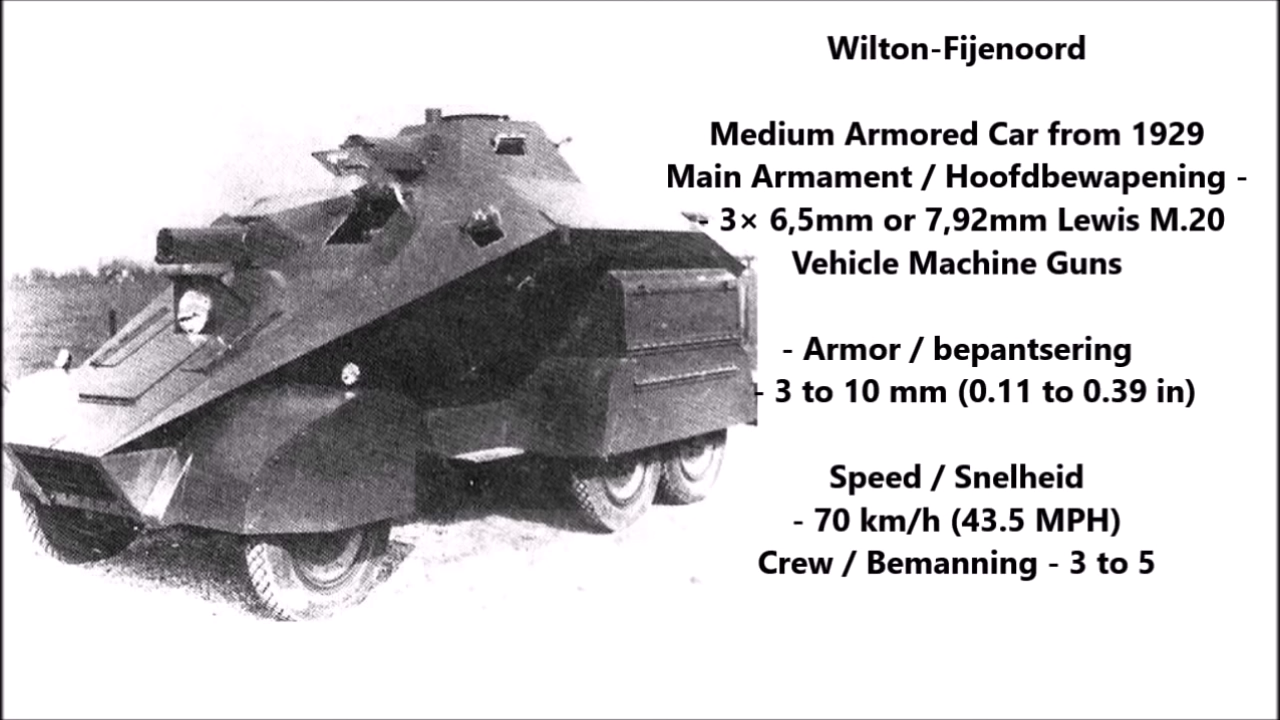 Wilton-Fijenoord
Medium Armored Car from 1929
Main Armament / Hoofdbewapening -
- 3× 6,5mm or 7,92mm Lewis M.20
Vehicle Machine Guns
- Armor / bepantsering
- 3 to 10 mm (0.11 to 0.39 in)
Speed / Snelheid
- 70 km/h (43.5 MPH)
Crew / Bemanning - 3 to 5